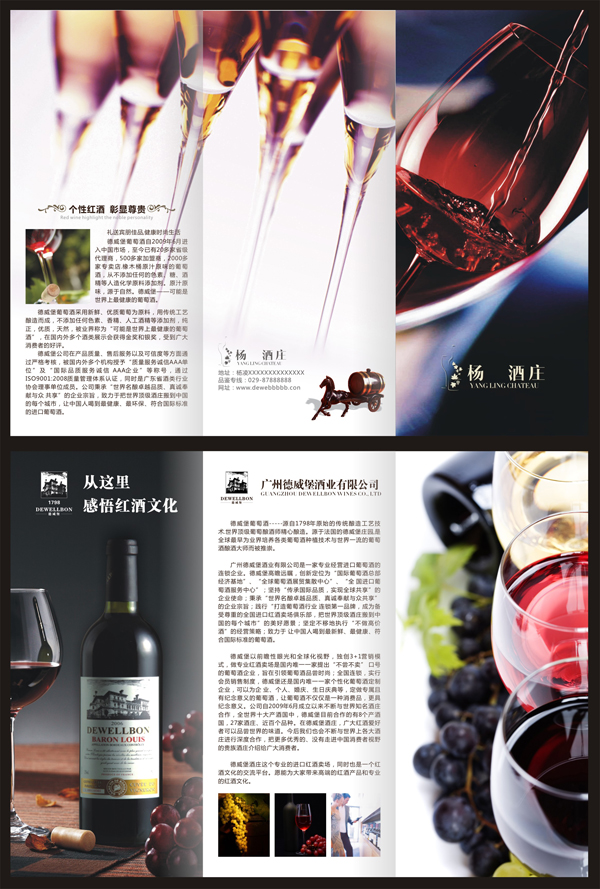 个性红酒 彰显尊贵
Red wine highlight the noble personality
礼送宾朋佳品,健康时尚生活
德威堡葡萄酒自2009年6月进
入中国市场，至今已有20多家省级
代理商，500多家加盟商，2000多
家专卖店.橡木桶原汁原味的葡萄
酒，从不添加任何的色素、糖、酒
精等人造化学原料添加剂。原汁原
味，源于自然。德威堡——可能是
世界上最健康的葡萄酒。
德威堡葡萄酒采用新鲜、优质葡萄为原料，用传统工艺
酿造而成，不添加任何色素、香精、人工酒精等添加剂，纯
正，优质，天然，被业界称为“可能是世界上最健康的葡萄
酒”，在国内外多个酒类展示会获得金奖和银奖，受到广大
消费者的好评。
德威堡公司在产品质量、售后服务以及可信度等方面通
过严格考核，被国内外多个机构授予“质量服务诚信AAA单
位”及“国际品质服务诚信 AAA企业”等称号，通过
ISO9001:2008质量管理体系认证，同时是广东省酒类行业
协会理事单位成员。公司秉承“世界名酿卓越品质，真诚奉
献与众共享”的企业宗旨，致力于把世界顶级酒庄搬到中国
的每个城市，让中国人喝到最健康、最环保、符合国际标准
的进口葡萄酒。
杨 酒庄
YANG LING CHATEAU
地址：杨凌XXXXXXXXXXXXXX
品鉴专线：029-87888888
网址：www.dewebbbbb.con
杨 酒庄
YANG LING CHATEAU
1798
DEWELLBON
德威堡
从这里
感悟红酒文化
DEWELLBON
BARON LOUIS
DEWELLBON
德威堡
广州德威堡酒业有限公司
GUANGZHOU DEWELLBON WINES CO., LTD
德威堡葡萄酒-----源自1798年原始的传统酿造工艺技
术.世界顶级葡萄酿酒师精心酿造。源于法国的德威堡庄园,是
全球最早为业界培养各类葡萄酒种植技术与世界一流的葡萄
酒酿酒大师而被推崇。
广州德威堡酒业有限公司是一家专业经营进口葡萄酒的
连锁企业。德威堡高瞻远瞩，创新定位为“国际葡萄酒总部
经济基地”、“全球葡萄酒展贸集散中心”、“全 国进口葡
萄酒服务中心”；坚持“传承国际品质，实现全球共享”的
企业使命；秉承“世界名酿卓越品质、真诚奉献与众共享”
的企业宗旨；践行“打造葡萄酒行业 连锁第一品牌，成为备
受尊重的全国进口红酒卖场俱乐部，把世界顶级酒庄搬到中
国的每个城市”的美好愿景；坚定不移地执行“不做高价
酒”的经营策略；致力于 让中国人喝到最新鲜、最健康、符
合国际标准的葡萄酒。
德威堡以前瞻性眼光和全球化视野，独创3+1营销模
式，做专业红酒卖场是国内唯一一家提出“不尝不卖” 口号
的葡萄酒企业，旨在引领葡萄酒品尝时尚；全国连锁，实行
会员销售制度，德威堡还是国内唯一一家个性化葡萄酒定制
企业，可以为企 业、个人、婚庆、生日庆典等，定做专属且
有纪念意义的葡萄酒，让葡萄酒不仅仅是一种消费品，更具
纪念意义。公司自2009年6月成立以来不断与世界知名酒庄
合作，全世界十大产酒国中，德威堡目前合作的有8个产酒
国，27家酒庄、近百个品种。在德威堡酒庄，广大红酒爱好
者可以品尝世界的味道。今后我们也会不断与世界上各大酒
庄进行深度合作，把更多优秀的、没有走进中国消费者视野
的贵族酒庄介绍给广大消费者。
德威堡酒庄这个专业的进口红酒卖场，同时也是一个红
酒文化的交流平台。愿能为大家带来高端的红酒产品和专业
的红酒文化。